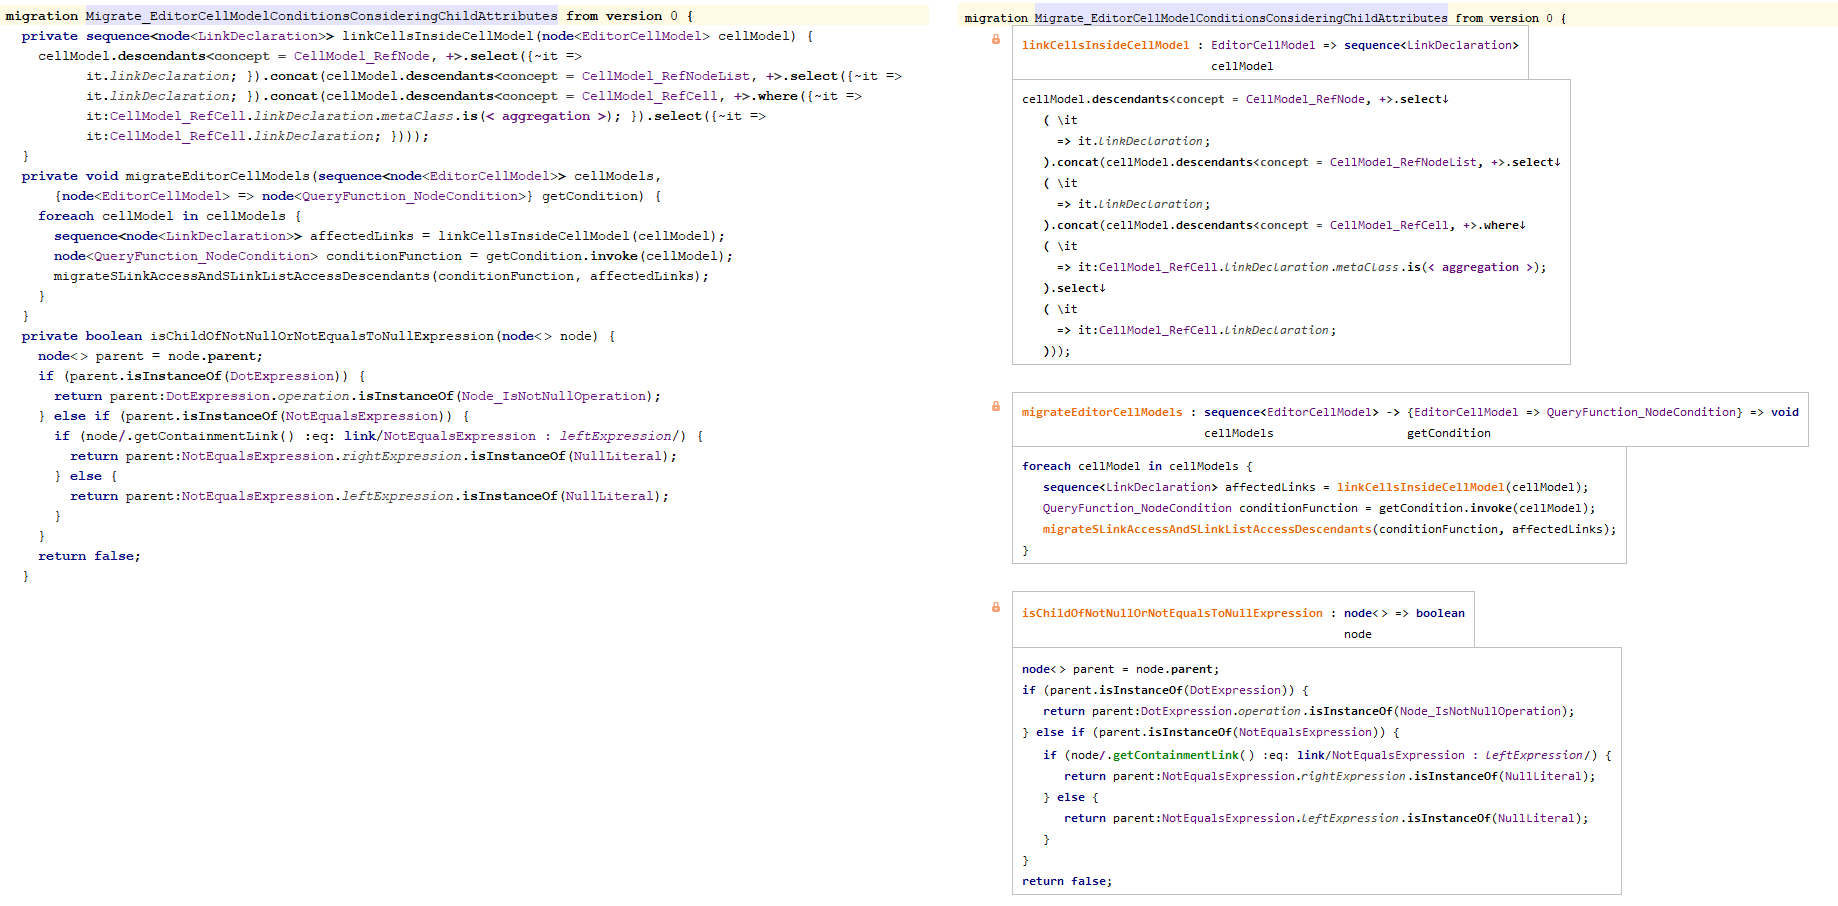 migration Migrate_EditorCellModelConditionsConsideringChildAttributes from version 0 {
private sequence<node<LinkDeclaration>> linkCellsInsideCellModel(node<EditorCellModel> cellModel) {
cellModel.descendants<concept = CellModel_RefNode, +>.select({~it =>
it.linkDeclaration; }).concat(cellModel.descendants<concept = CellModel_RefNodeList, +>.select({~it =>
it.linkDeclaration; }).concat(cellModel.descendants<concept = CellModel_RefCell, +>.where({~it =>
it:CellModel_RefCell.linkDeclaration.metaClass.is(< aggregation >); }).select({~it =>
it:CellModel_RefCell.linkDeclaration; })));
}
private void migrateEditorCellModels(sequence<node<EditorCellModel>> cellModels,
{node<EditorCellModel> => node<QueryFunction_NodeCondition>} getCondition) {
foreach cellModel in cellModels {
sequence<node<LinkDeclaration>> affectedLinks = linkCellsInsideCellModel(cellModel);
node<QueryFunction_NodeCondition> conditionFunction = getCondition.invoke(cellModel);
migrateSLinkAccessAndSLinkListAccessDescendants(conditionFunction, affectedLinks);
}
}
private boolean isChildOfNotNullOrNotEqualsToNullExpression(node<> node) {
node<> parent = node.parent;
if (parent.isInstanceOf(DotExpression)) {
return parent:DotExpression.operation.isInstanceOf(Node_IsNotNullOperation);
} else if (parent.isInstanceOf(NotEqualsExpression)) {
if (node/.getContainmentLink() :eq: link/NotEqualsExpression : leftExpression/) {
return parent:NotEqualsExpression.rightExpression.isInstanceOf(NullLiteral);
} else {
return parent:NotEqualsExpression.leftExpression.isInstanceOf(NullLiteral);
}
}
return false;
}
migration Migrate_EditorCellModelConditionsConsideringChildAttributes from version 0 {
linkCellsInsideCellModel : EditorCellModel => sequence<LinkDeclaration>
cellModel
cellModel.descendants<concept = CellModel_RefNode, +>.select↓
( \it
=> it.linkDeclaration;
).concat(cellModel.descendants<concept = CellModel_RefNodeList, +>.select↓
( \it
=> it.linkDeclaration;
).concat(cellModel.descendants<concept = CellModel_RefCell, +>.where↓
( \it
=> it:CellModel_RefCell.linkDeclaration.metaClass.is(< aggregation >);
).select↓
( \it
=> it:CellModel_RefCell.linkDeclaration;
)));
migrateEditorCellModels : sequence<EditorCellModel> -> {EditorCellModel => QueryFunction_NodeCondition} => void
cellModels getCondition
foreach cellModel in cellModels {
sequence<LinkDeclaration> affectedLinks = linkCellsInsideCellModel(cellModel);
QueryFunction_NodeCondition conditionFunction = getCondition.invoke(cellModel);
migrateSLinkAccessAndSLinkListAccessDescendants(conditionFunction, affectedLinks);
}
isChildOfNotNullOrNotEqualsToNullExpression : node<> => boolean
node
node<> parent = node.parent;
if (parent.isInstanceOf(DotExpression)) {
return parent:DotExpression.operation.isInstanceOf(Node_IsNotNullOperation);
} else if (parent.isInstanceOf(NotEqualsExpression)) {
if (node/.getContainmentLink() :eq: link/NotEqualsExpression : leftExpression/) {
return parent:NotEqualsExpression.rightExpression.isInstanceOf(NullLiteral);
} else {
return parent:NotEqualsExpression.leftExpression.isInstanceOf(NullLiteral);
}
}
return false;